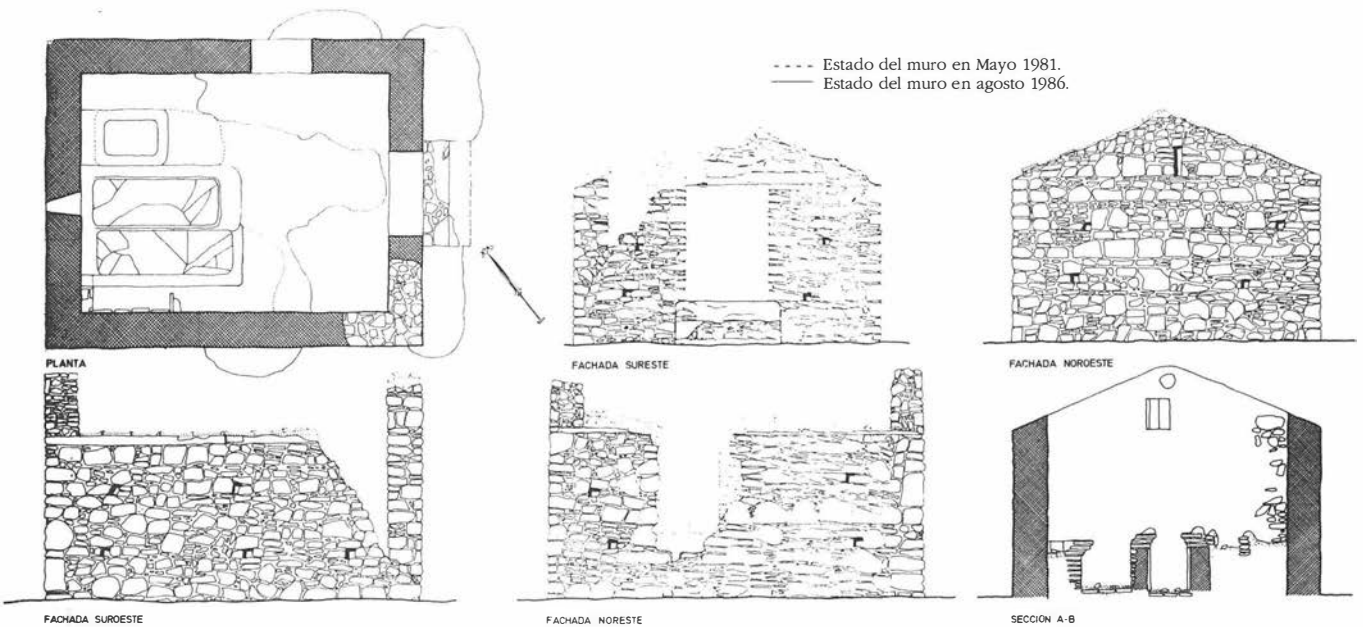 Estado del muro en Mayo 1981.
Estado del muro en agosto 1986.
PLANTA
FACHADA SURESTE
FACHADA NOROESTE
FACHADA SUROESTE
FACHADA NORESTE
SECCION A-B